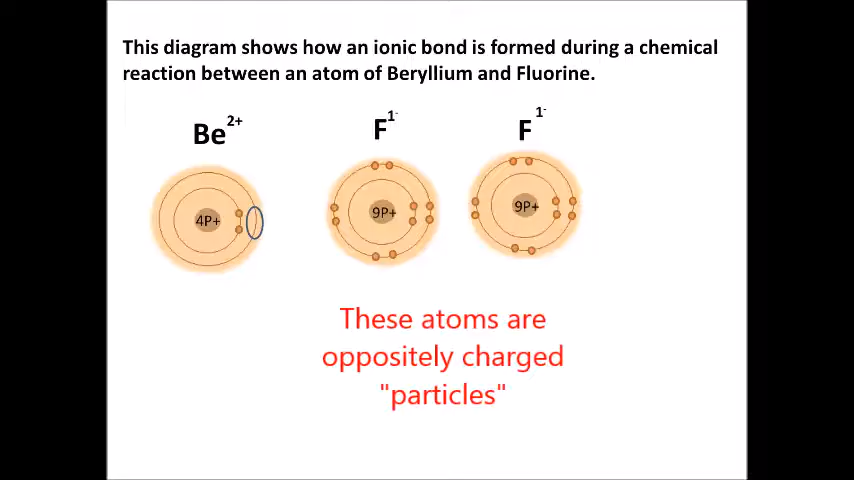 This diagram shows how an ionic bond is formed during a chemical
reaction between an atom of Beryllium and Fluorine.
Be2+
F1-
F1-
4P+
9P+
9P+
These atoms are
oppositely charged
"particles"